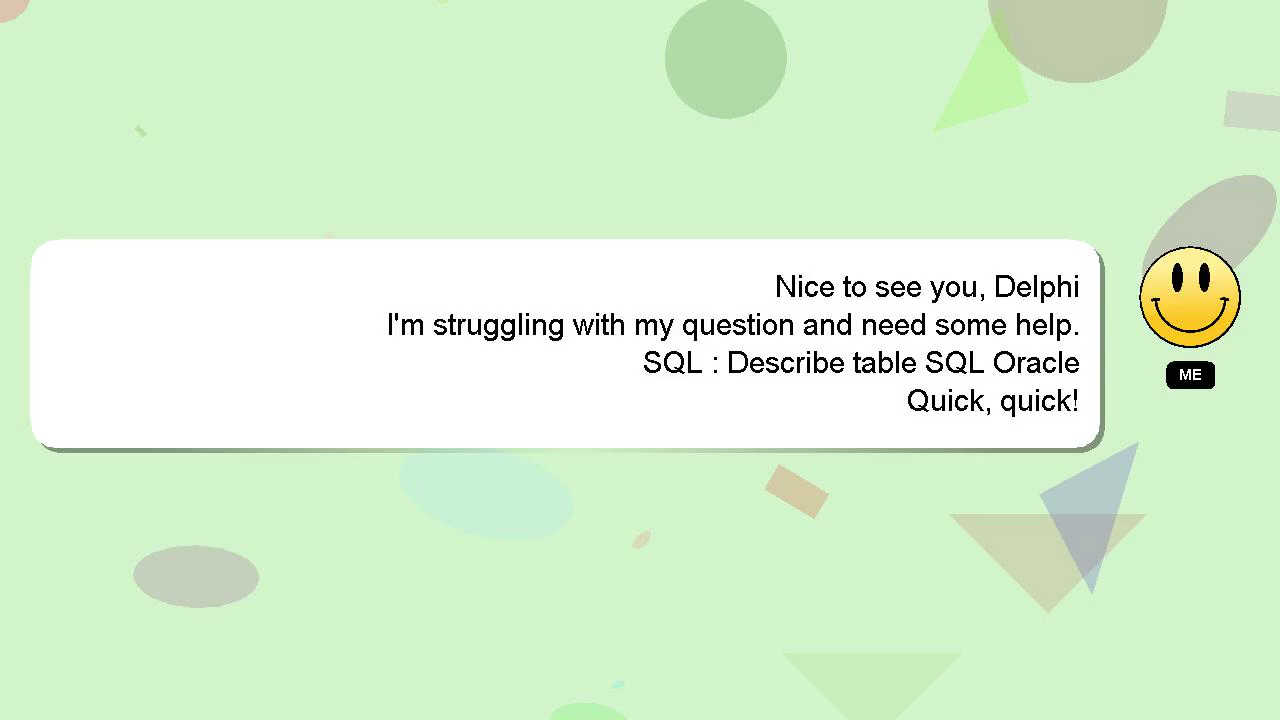 Nice to see you, Delphi
I'm struggling with my question and need some help.
SQL : Describe table SQL Oracle
Quick, quick!
ME